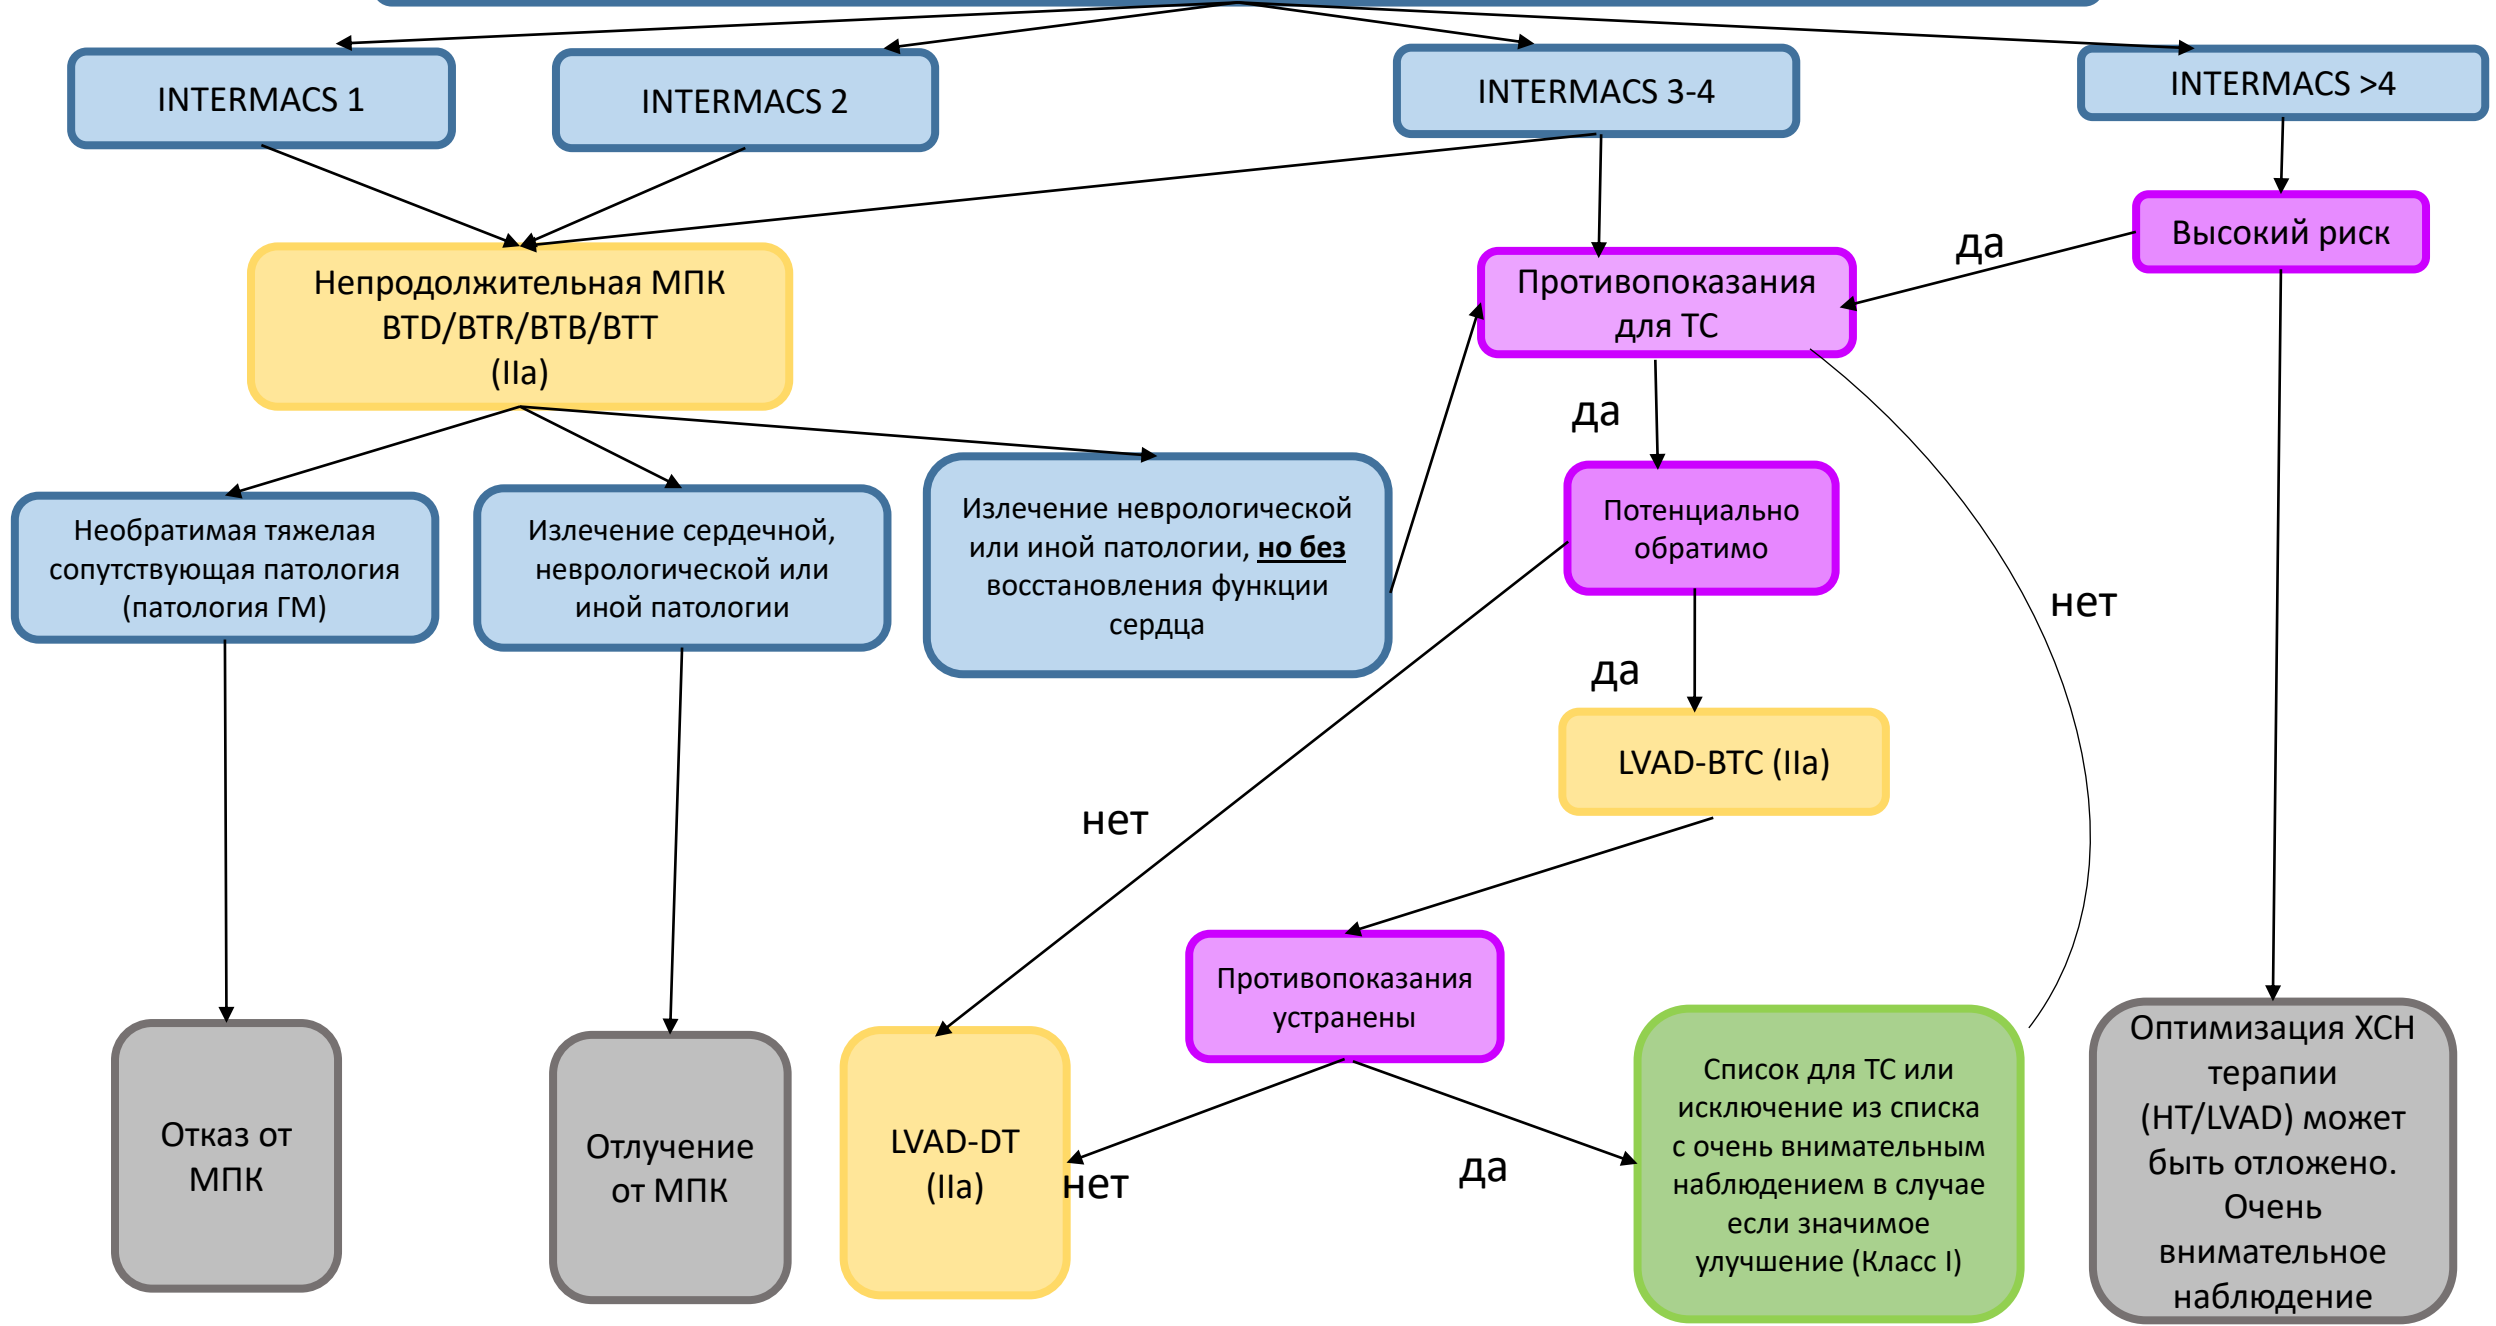 INTERMACS 1
INTERMACS 2
INTERMACS 3-4
INTERMACS >4
Высокий риск
да
Непродолжительная МПК
BTD/BTR/BTB/BTT
(IIa)
Противопоказания
для ТС
да
Необратимая тяжелая
сопутствующая патология
(патология ГМ)
Излечение сердечной,
неврологической или
иной патологии
Излечение неврологической
или иной патологии, но без
восстановления функции
сердца
Потенциально
обратимо
нет
да
LVAD-BTC (IIa)
нет
Противопоказания
устранены
Отказ от
МПК
Отлучение
от МПК
LVAD-DT
(IIa)
нет
да
Список для ТС или
исключение из списка
с очень внимательным
наблюдением в случае
если значимое
улучшение (Класс I)
Оптимизация ХСН
терапии
(HT/LVAD) может
быть отложено.
Очень
внимательное
наблюдение